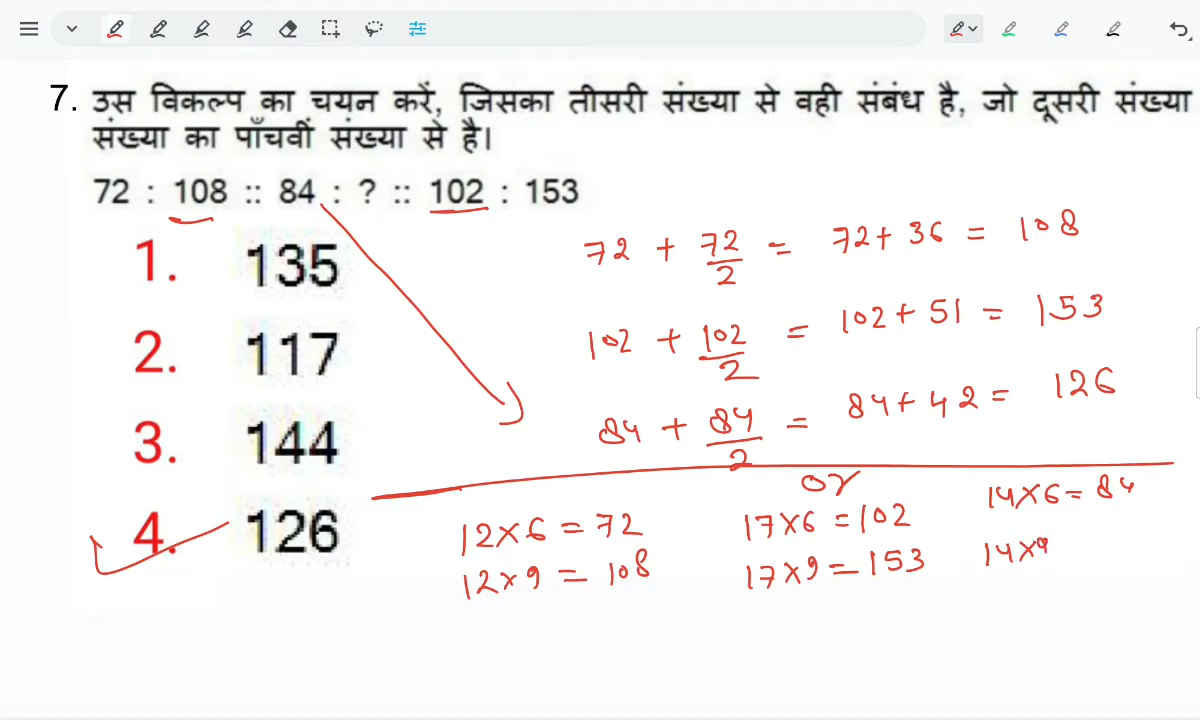 7. उस विकल्प का चयन करें, जिसका तीसरी संख्या से वही संबंध है, जो दूसरी संख्या
संख्या का पाँचवीं संख्या से है।
72 : 108 :: 84 : ? :: 102 : 153
1. 135
2. 117
3. 144
4. 126
72 + 72/2 = 72 + 36 = 108
102 + 102/2 = 102 + 51 = 153
84 + 84/2 = 84 + 42 = 126
or
12 × 6 = 72
12 × 9 = 108
17 × 6 = 102
17 × 9 = 153
14 × 6 = 84
14 × 9